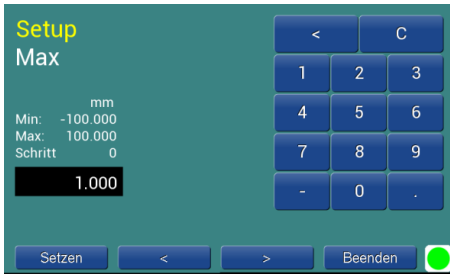 Setup
Max
mm
Min: -100.000
Max: 100.000
Schritt 0
1.000
< C
1 2 3
4 5 6
7 8 9
- 0 .
Setzen < > Beenden